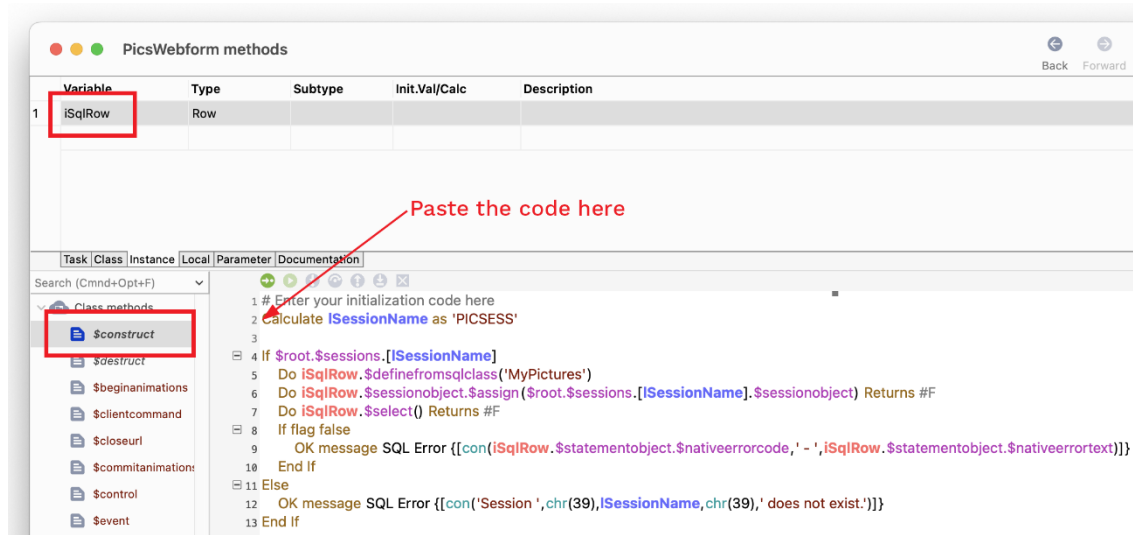 PicsWebform methods
Back Forward
Variable Type Subtype Init.Val/Calc Description
1 iSqlRow Row
Paste the code here
Task Class Instance Local Parameter Documentation
Search (Cmnd+Opt+F)
Class methods
$construct
$destruct
$beginanimations
$clientcommand
$closeurl
$commitanimations
$control
$event
1 # Enter your initialization code here
2 Calculate lSessionName as 'PICSESS'
3
4 If $root.$sessions.[lSessionName]
5 Do iSqlRow.$definefromsqlclass('MyPictures')
6 Do iSqlRow.$sessionobject.$assign($root.$sessions.[lSessionName].$sessionobject) Returns #F
7 Do iSqlRow.$select() Returns #F
8 If flag false
9 OK message SQL Error {[con(iSqlRow.$statementobject.$nativeerrorcode,' - ',iSqlRow.$statementobject.$nativeerrortext)]}
10 End If
11 Else
12 OK message SQL Error {[con('Session ',chr(39),lSessionName,chr(39),' does not exist.')]}
13 End If